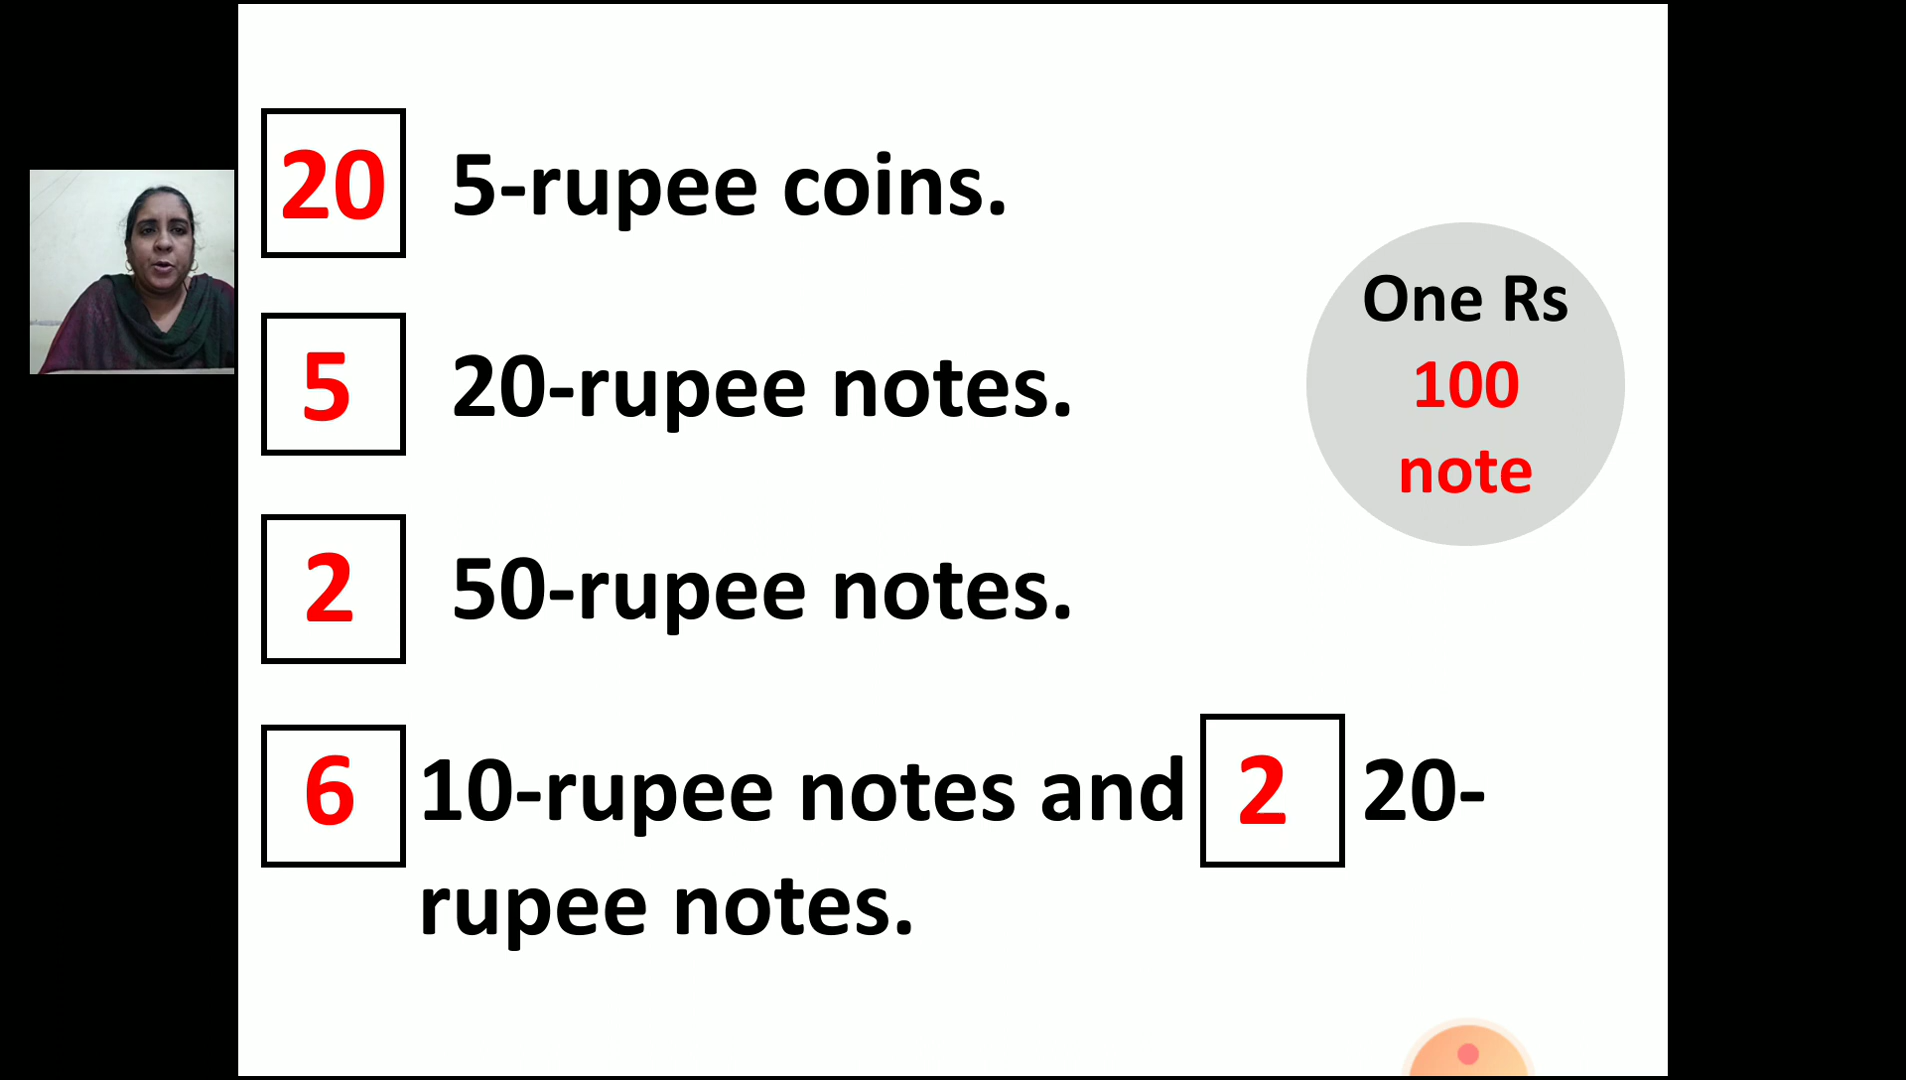 20 5-rupee coins.
5 20-rupee notes.
2 50-rupee notes.
6 10-rupee notes and 2 20-
rupee notes.
One Rs
100
note